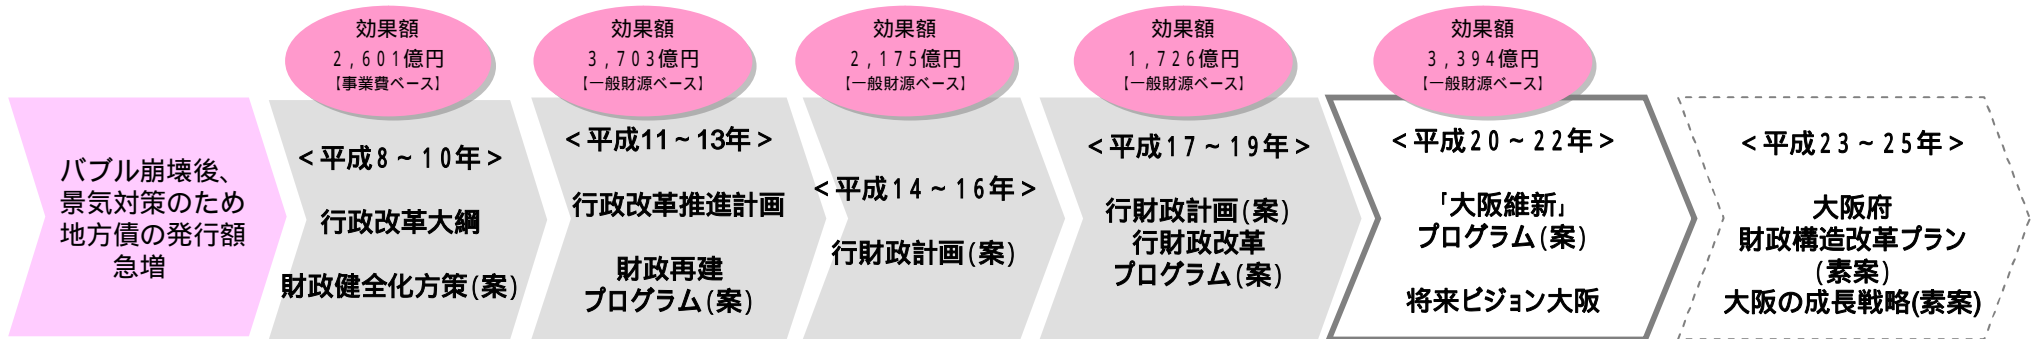 バブル崩壊後、
景気対策のため
地方債の発行額
急増
効果額
2,601億円
【事業費ベース】
＜平成8～10年＞
行政改革大綱
財政健全化方策(案)
効果額
3,703億円
【一般財源ベース】
＜平成11～13年＞
行政改革推進計画
財政再建
プログラム(案)
効果額
2,175億円
【一般財源ベース】
＜平成14～16年＞
行財政計画(案)
効果額
1,726億円
【一般財源ベース】
＜平成17～19年＞
行財政計画(案)
行財政改革
プログラム(案)
効果額
3,394億円
【一般財源ベース】
＜平成20～22年＞
「大阪維新」
プログラム(案)
将来ビジョン大阪
＜平成23～25年＞
大阪府
財政構造改革プラン
(素案)
大阪の成長戦略(素案)